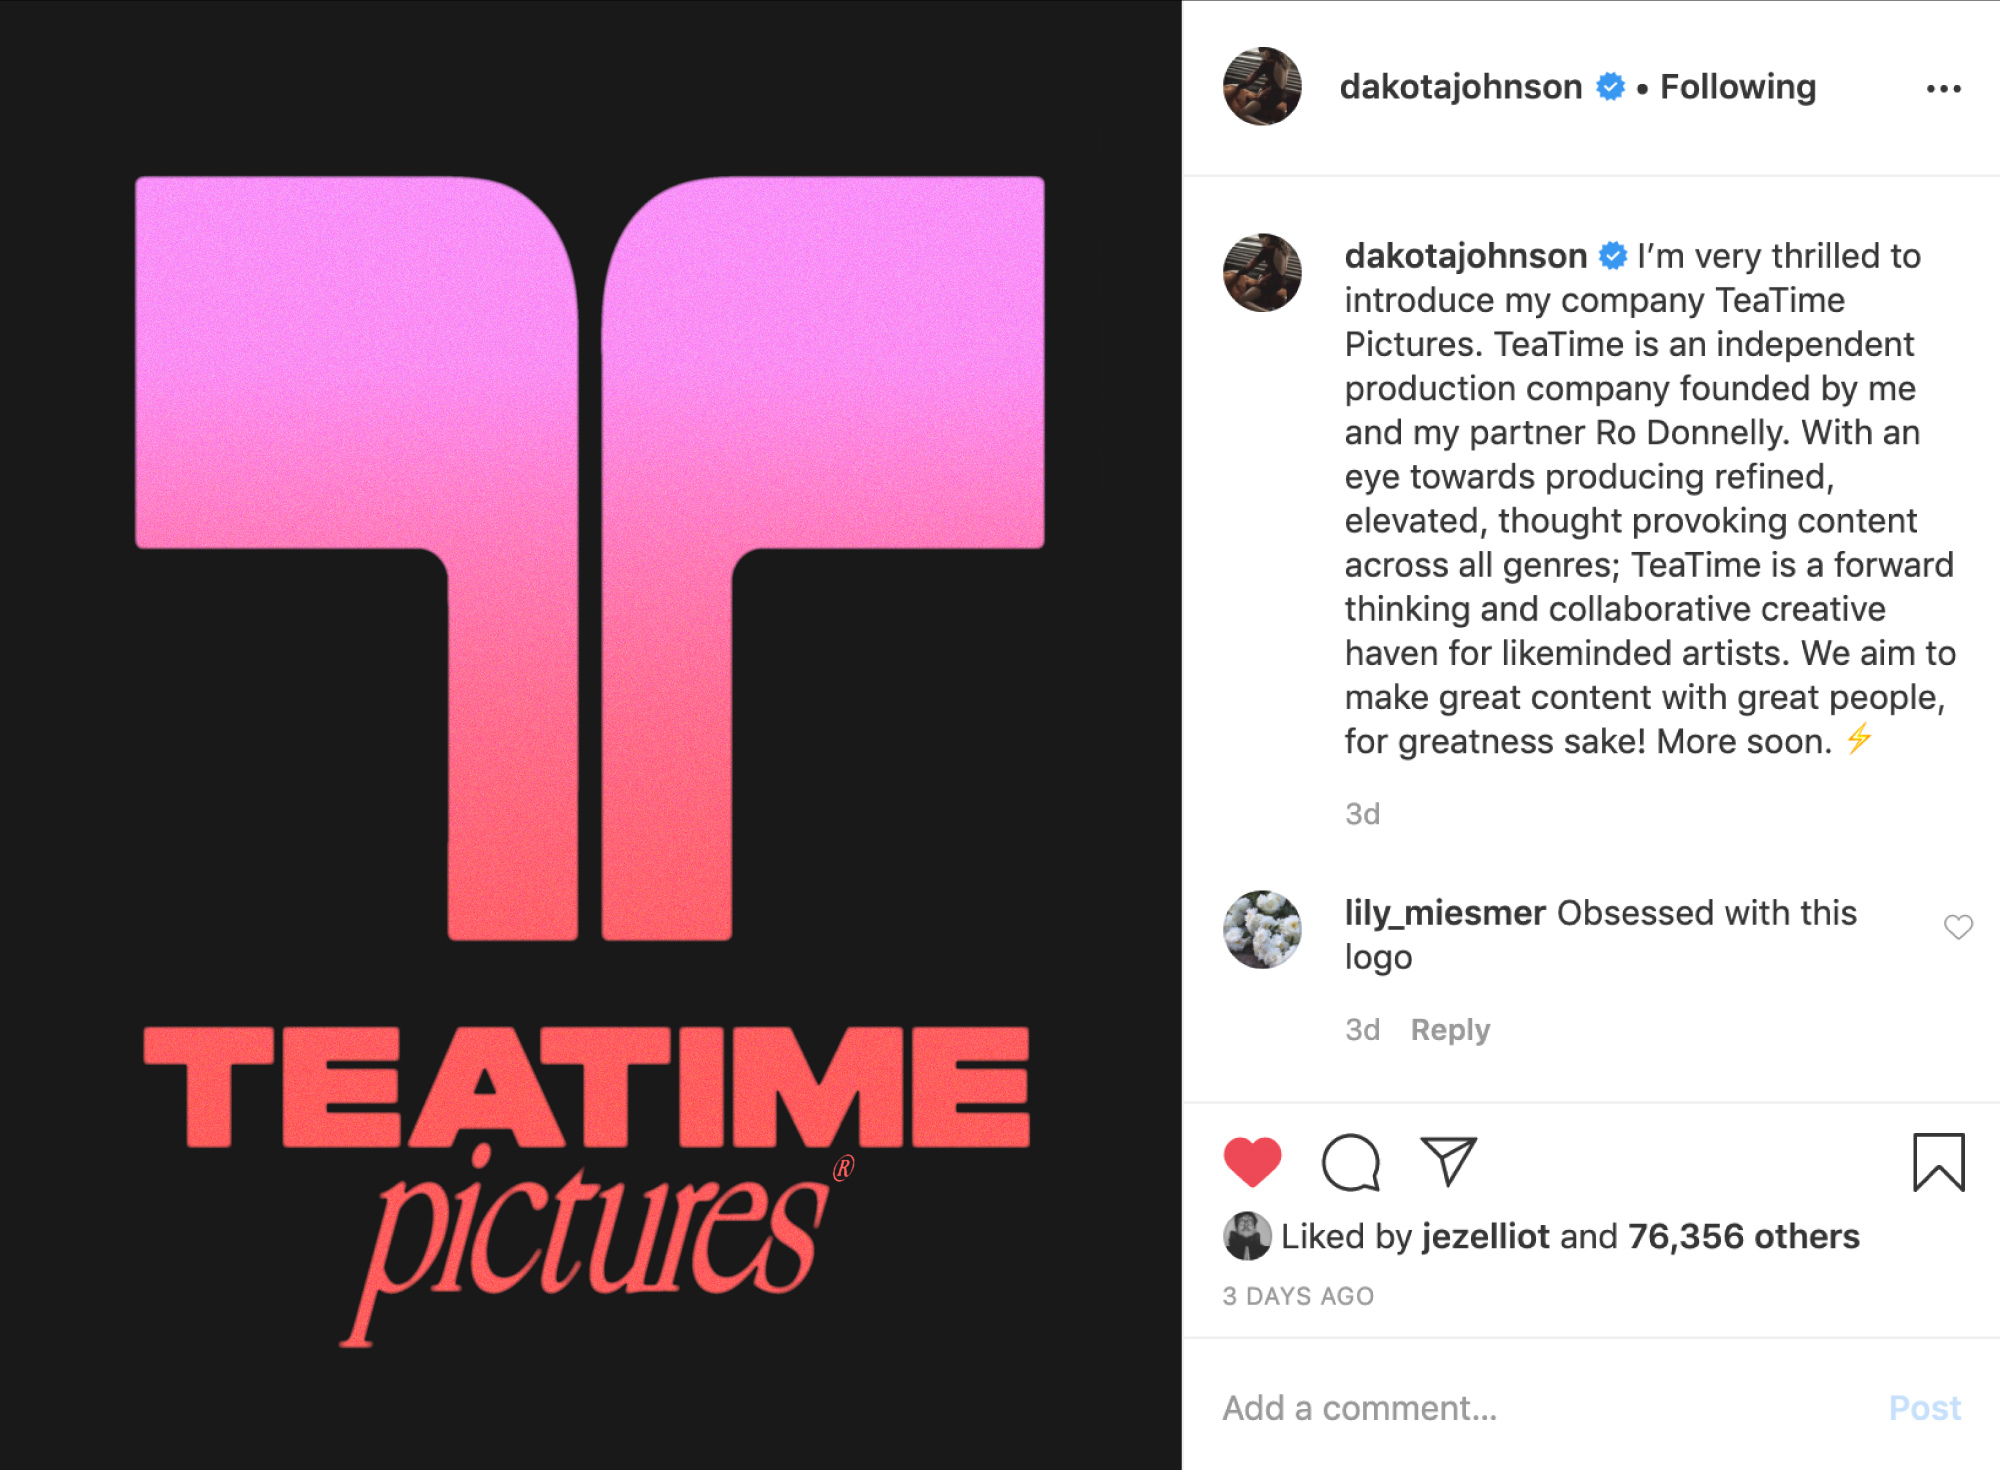 TEATIME
pictures®
dakotajohnson • Following
dakotajohnson I’m very thrilled to
introduce my company TeaTime
Pictures. TeaTime is an independent
production company founded by me
and my partner Ro Donnelly. With an
eye towards producing refined,
elevated, thought provoking content
across all genres; TeaTime is a forward
thinking and collaborative creative
haven for likeminded artists. We aim to
make great content with great people,
for greatness sake! More soon. ⚡
3d
lily_miesmer Obsessed with this
logo
3d Reply
Liked by jezelliot and 76,356 others
3 DAYS AGO
Add a comment... Post